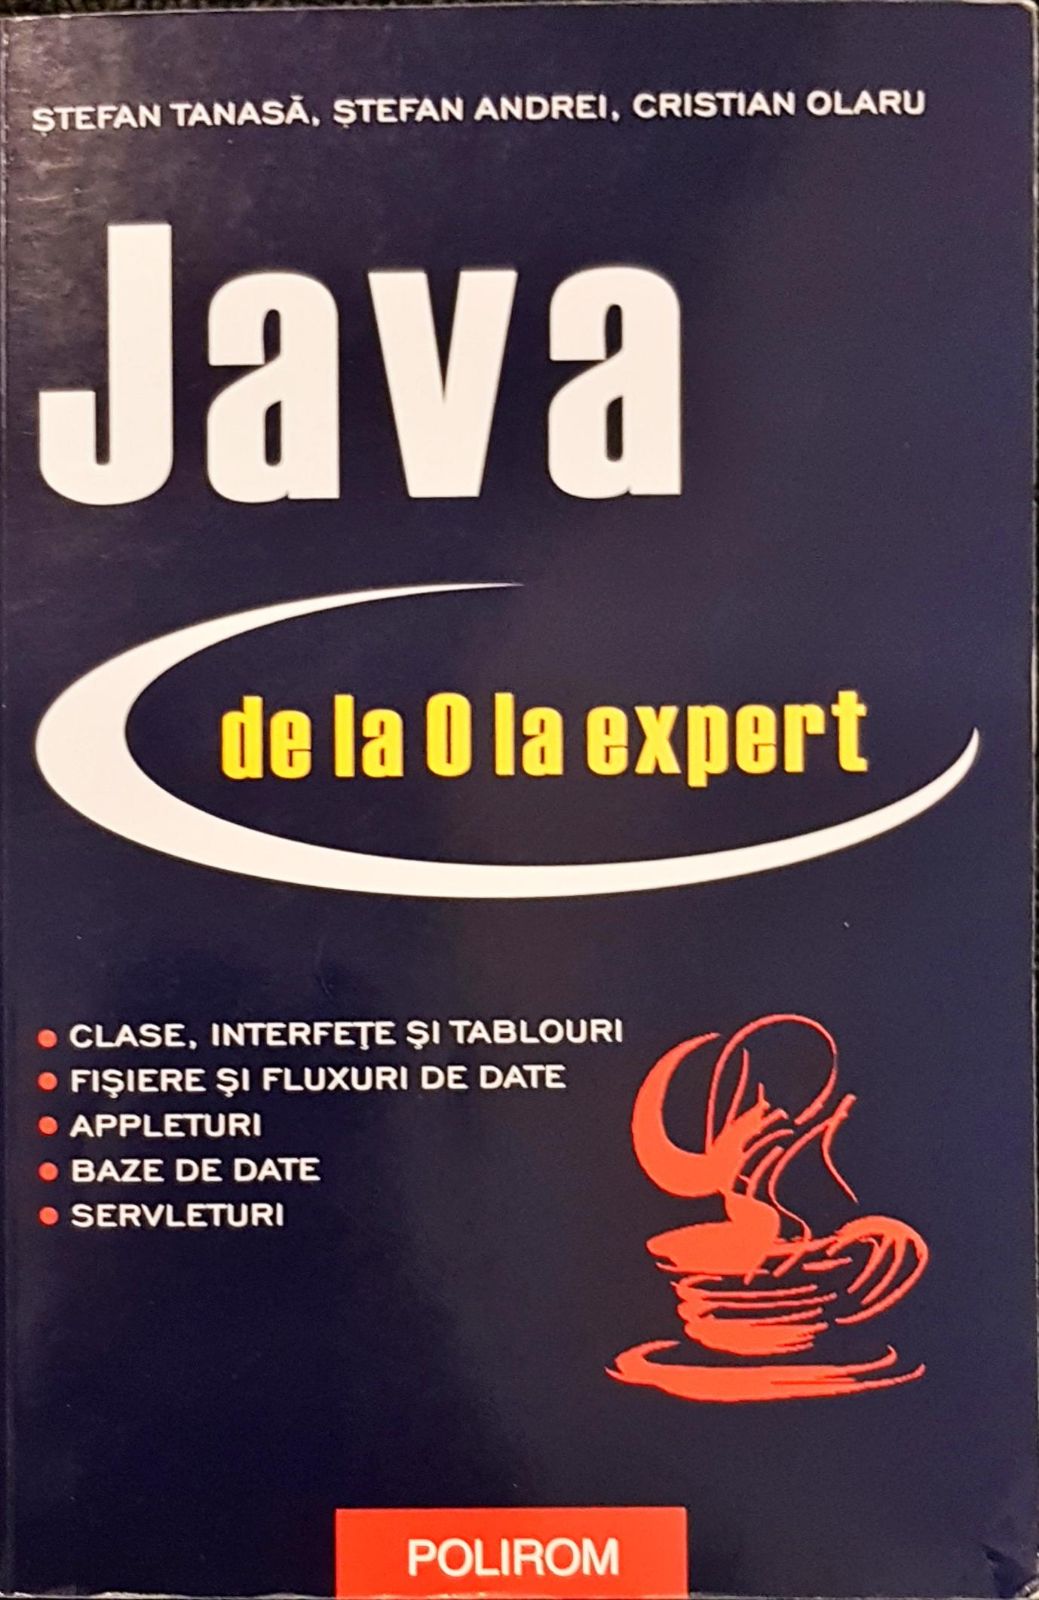 ŞTEFAN TANASĂ, ŞTEFAN ANDREI, CRISTIAN OLARU
Java
de la 0 la expert
• CLASE, INTERFEŢE ŞI TABLOURI
• FIŞIERE ŞI FLUXURI DE DATE
• APPLETURI
• BAZE DE DATE
• SERVLETURI
POLIROM